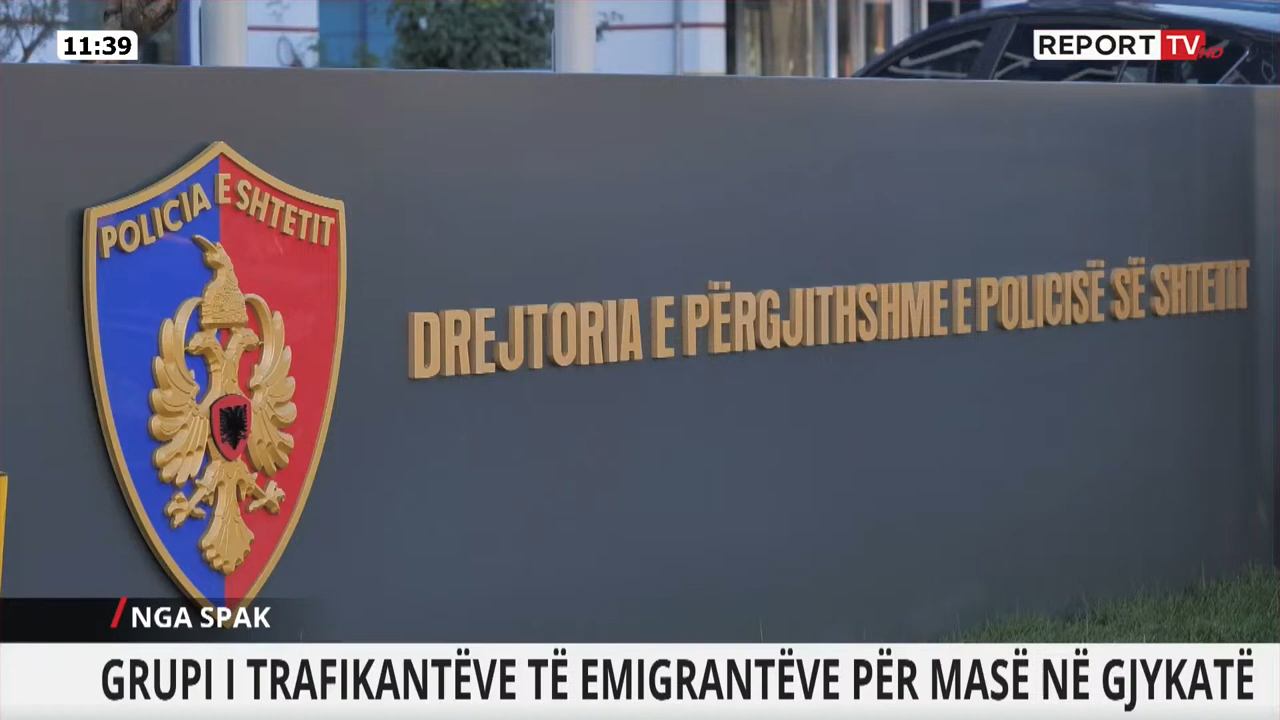 11:39
REPORT TV HD
POLICIA E SHTETIT
DREJTORIA E PËRGJITHSHME E POLICISË SË SHTETIT
NGA SPAK
GRUPI I TRAFIKANTËVE TË EMIGRANTËVE PËR MASË NË GJYKATË